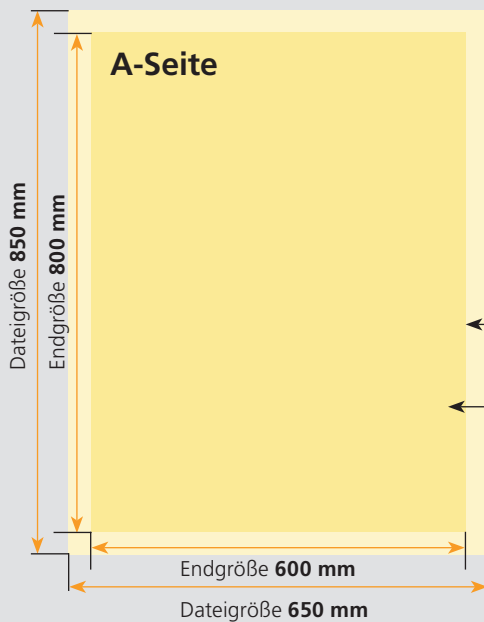 A-Seite
Dateigröße 850 mm
Endgröße 800 mm
Endgröße 600 mm
Dateigröße 650 mm